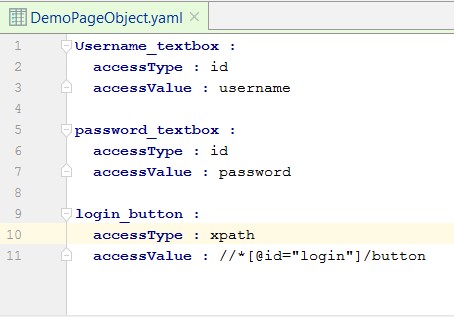 DemoPageObject.yaml
1 Username_textbox :
2 accessType : id
3 accessValue : username
4
5 password_textbox :
6 accessType : id
7 accessValue : password
8
9 login_button :
10 accessType : xpath
11 accessValue : //*[@id="login"]/button